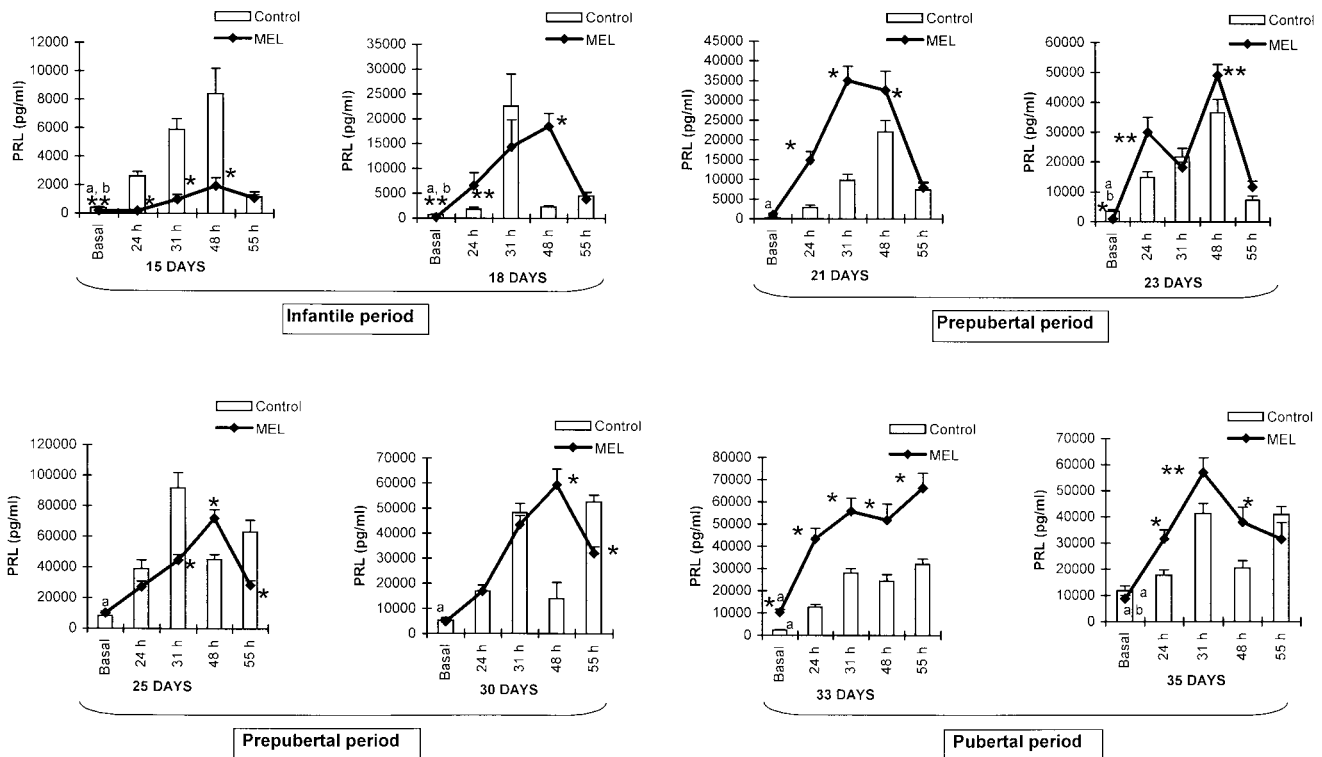 Control
MEL
12000
10000
8000
6000
4000
2000
0
PRL (pg/ml)
a, b
**
*
*
*
Basal
24 h
31 h
48 h
55 h
15 DAYS
Control
MEL
35000
30000
25000
20000
15000
10000
5000
0
PRL (pg/ml)
a, b
**
**
*
Basal
24 h
31 h
48 h
55 h
18 DAYS
Infantile period
Control
MEL
45000
40000
35000
30000
25000
20000
15000
10000
5000
0
PRL (pg/ml)
a
*
*
*
Basal
24 h
31 h
48 h
55 h
21 DAYS
Control
MEL
60000
50000
40000
30000
20000
10000
0
PRL (pg/ml)
a
b
*
**
**
Basal
24 h
31 h
48 h
55 h
23 DAYS
Prepubertal period
Control
MEL
120000
100000
80000
60000
40000
20000
0
PRL (pg/ml)
a
*
*
*
Basal
24 h
31 h
48 h
55 h
25 DAYS
Control
MEL
70000
60000
50000
40000
30000
20000
10000
0
PRL (pg/ml)
a
*
*
Basal
24 h
31 h
48 h
55 h
30 DAYS
Prepubertal period
Control
MEL
80000
70000
60000
50000
40000
30000
20000
10000
0
PRL (pg/ml)
* a
a
*
*
*
*
Basal
24 h
31 h
48 h
55 h
33 DAYS
Control
MEL
70000
60000
50000
40000
30000
20000
10000
0
PRL (pg/ml)
a
a b
*
**
*
Basal
24 h
31 h
48 h
55 h
35 DAYS
Pubertal period